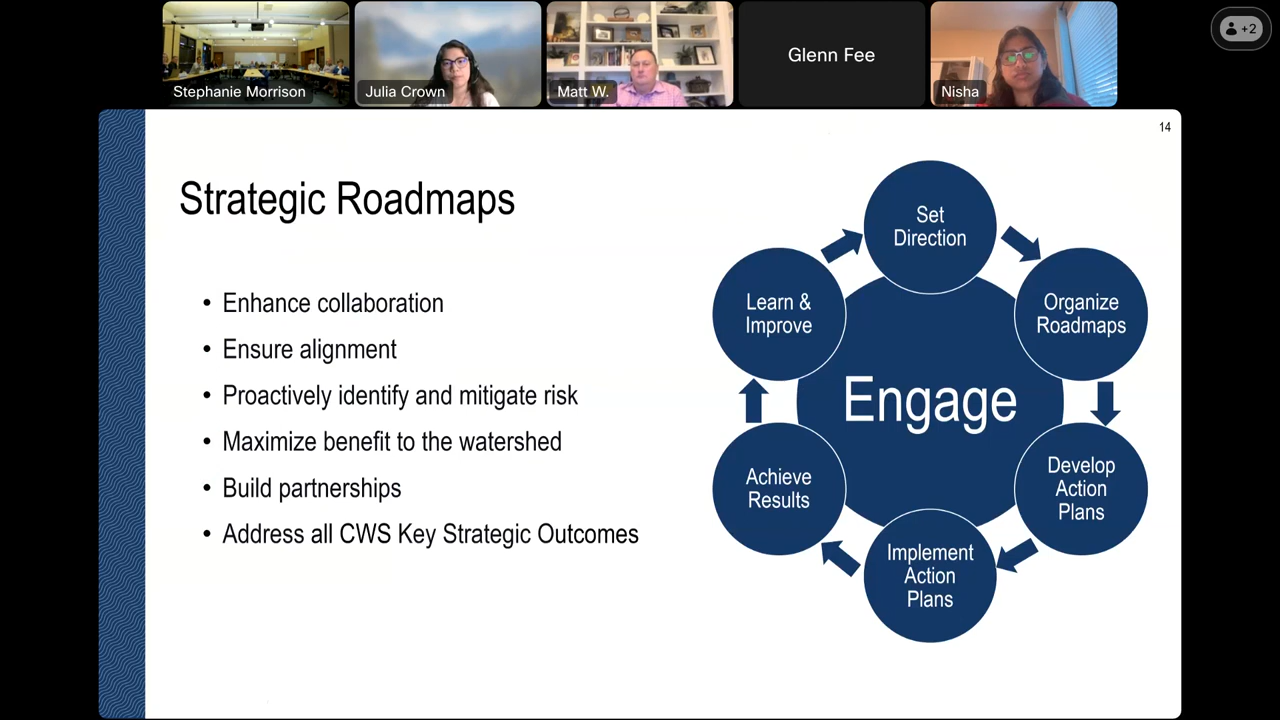 Stephanie Morrison
Julia Crown
Matt W.
Glenn Fee
Nisha
+2
14
Strategic Roadmaps
• Enhance collaboration
• Ensure alignment
• Proactively identify and mitigate risk
• Maximize benefit to the watershed
• Build partnerships
• Address all CWS Key Strategic Outcomes
Set
Direction
Organize
Roadmaps
Develop
Action
Plans
Implement
Action
Plans
Achieve
Results
Learn &
Improve
Engage